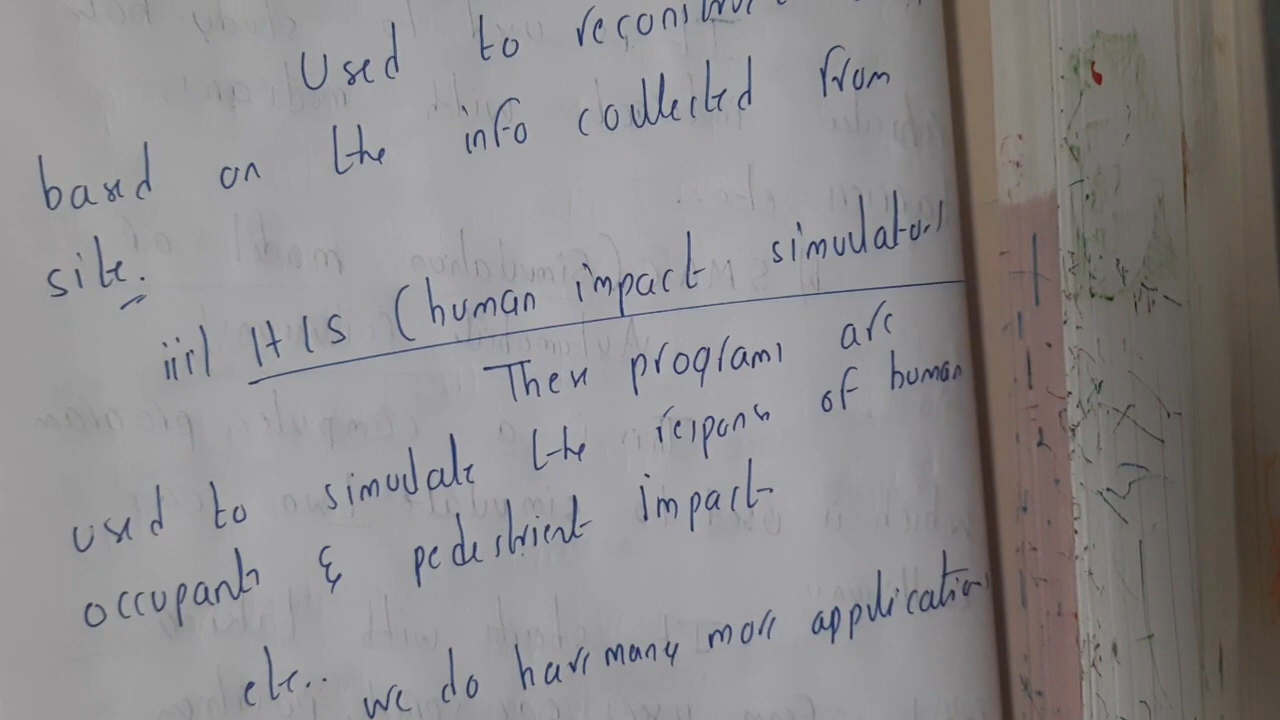 Used to
based on the info collected from
site.
iii) HIS (human impact simulator)
These programs are
used to simulate the response of human
occupants & pedestrient impact
etc.. we do have many more application